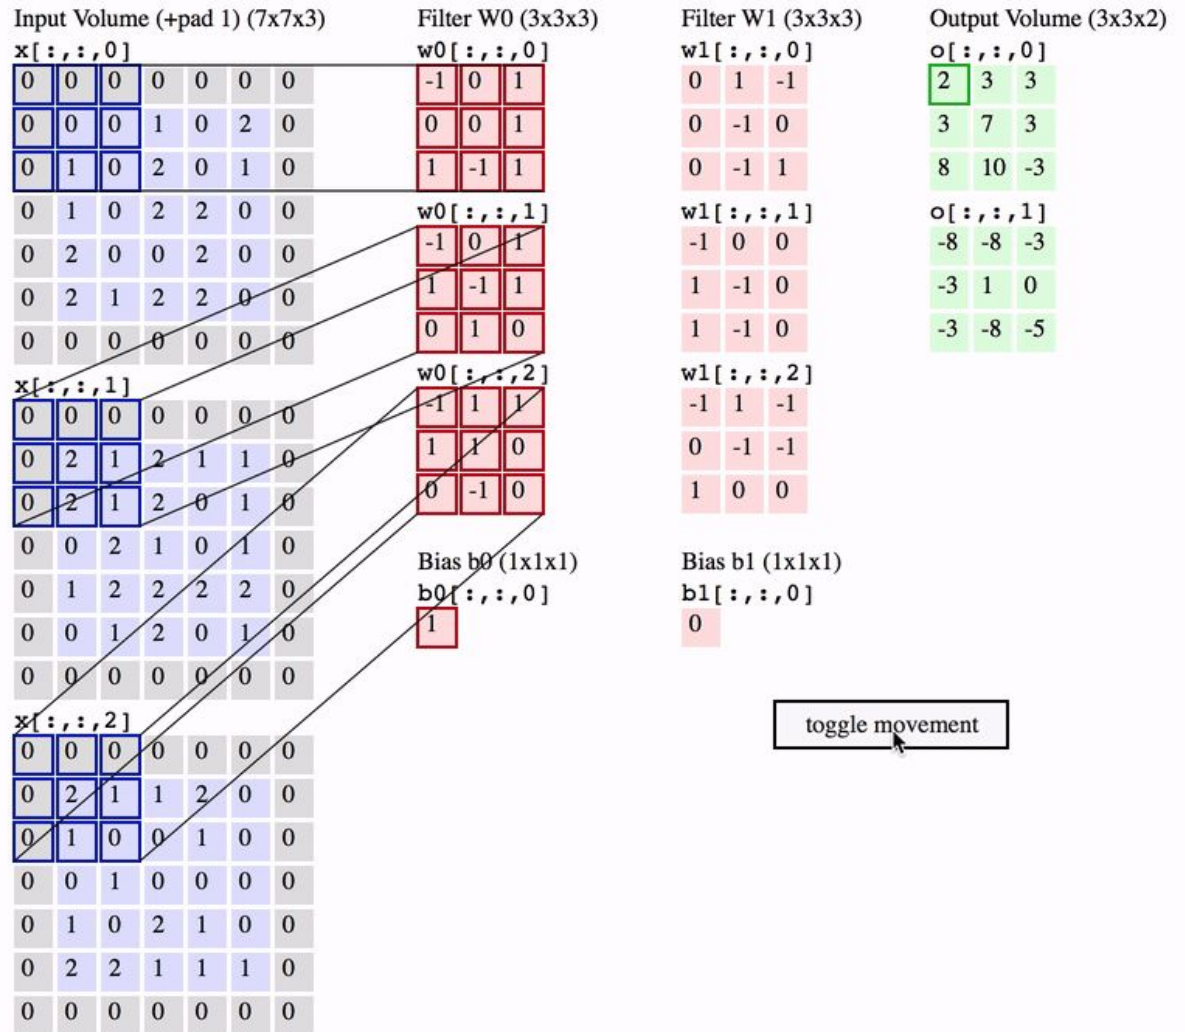 Input Volume (+pad 1) (7x7x3)
x[:,:,0]
0 0 0 0 0 0 0
0 0 0 1 0 2 0
0 1 0 2 0 1 0
0 1 0 2 2 0 0
0 2 0 0 2 0 0
0 2 1 2 2 0 0
0 0 0 0 0 0 0
x[:,:,1]
0 0 0 0 0 0 0
0 2 1 2 1 1 0
0 2 1 2 0 1 0
0 0 2 1 0 1 0
0 1 2 2 2 2 0
0 0 1 2 0 1 0
0 0 0 0 0 0 0
x[:,:,2]
0 0 0 0 0 0 0
0 2 1 1 2 0 0
0 1 0 0 1 0 0
0 0 1 0 0 0 0
0 1 0 2 1 0 0
0 2 2 1 1 1 0
0 0 0 0 0 0 0
Filter W0 (3x3x3)
w0[:,:,0]
-1 0 1
0 0 1
1 -1 1
w0[:,:,1]
-1 0 1
1 -1 1
0 1 0
w0[:,:,2]
-1 1 1
1 1 0
0 -1 0
Bias b0 (1x1x1)
b0[:,:,0]
1
Filter W1 (3x3x3)
w1[:,:,0]
0 1 -1
0 -1 0
0 -1 1
w1[:,:,1]
-1 0 0
1 -1 0
1 -1 0
w1[:,:,2]
-1 1 -1
0 -1 -1
1 0 0
Bias b1 (1x1x1)
b1[:,:,0]
0
Output Volume (3x3x2)
o[:,:,0]
2 3 3
3 7 3
8 10 -3
o[:,:,1]
-8 -8 -3
-3 1 0
-3 -8 -5
toggle movement